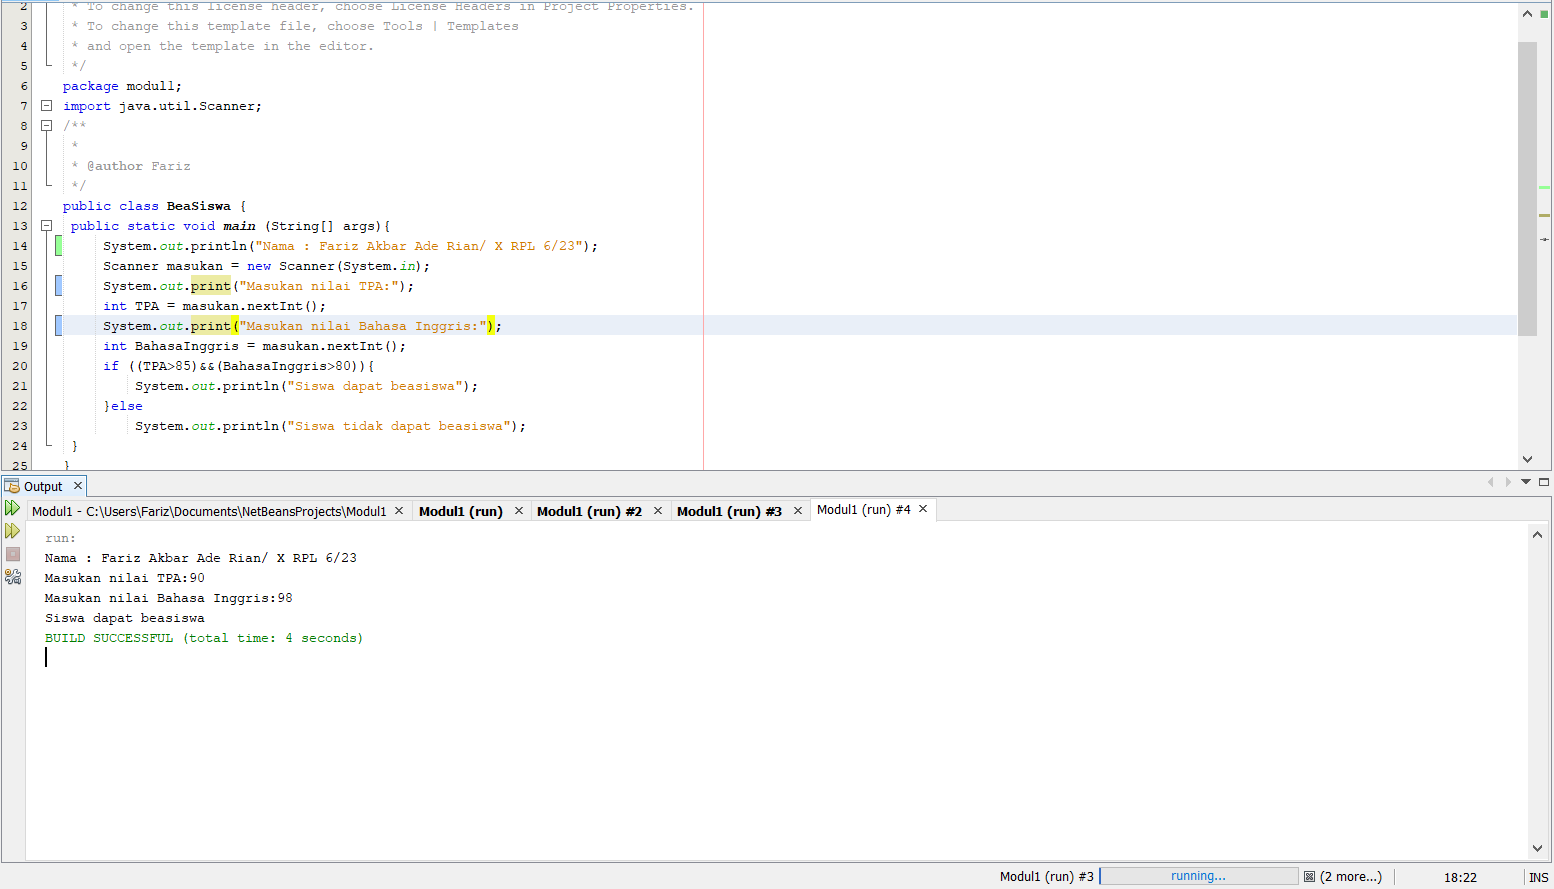 2 * To change this license header, choose License Headers in Project Properties.
3 * To change this template file, choose Tools | Templates
4 * and open the template in the editor.
5 */
6 package modul1;
7 import java.util.Scanner;
8 /**
9 *
10 * @author Fariz
11 */
12 public class BeaSiswa {
13 public static void main (String[] args){
14 System.out.println("Nama : Fariz Akbar Ade Rian/ X RPL 6/23");
15 Scanner masukan = new Scanner(System.in);
16 System.out.print("Masukan nilai TPA:");
17 int TPA = masukan.nextInt();
18 System.out.print("Masukan nilai Bahasa Inggris:");
19 int BahasaInggris = masukan.nextInt();
20 if ((TPA>85)&&(BahasaInggris>80)){
21 System.out.println("Siswa dapat beasiswa");
22 }else
23 System.out.println("Siswa tidak dapat beasiswa");
24 }
25 }
Output
Modul1 - C:\Users\Fariz\Documents\NetBeansProjects\Modul1 Modul1 (run) Modul1 (run) #2 Modul1 (run) #3 Modul1 (run) #4
run:
Nama : Fariz Akbar Ade Rian/ X RPL 6/23
Masukan nilai TPA:90
Masukan nilai Bahasa Inggris:98
Siswa dapat beasiswa
BUILD SUCCESSFUL (total time: 4 seconds)
Modul1 (run) #3 running... (2 more...) 18:22 INS